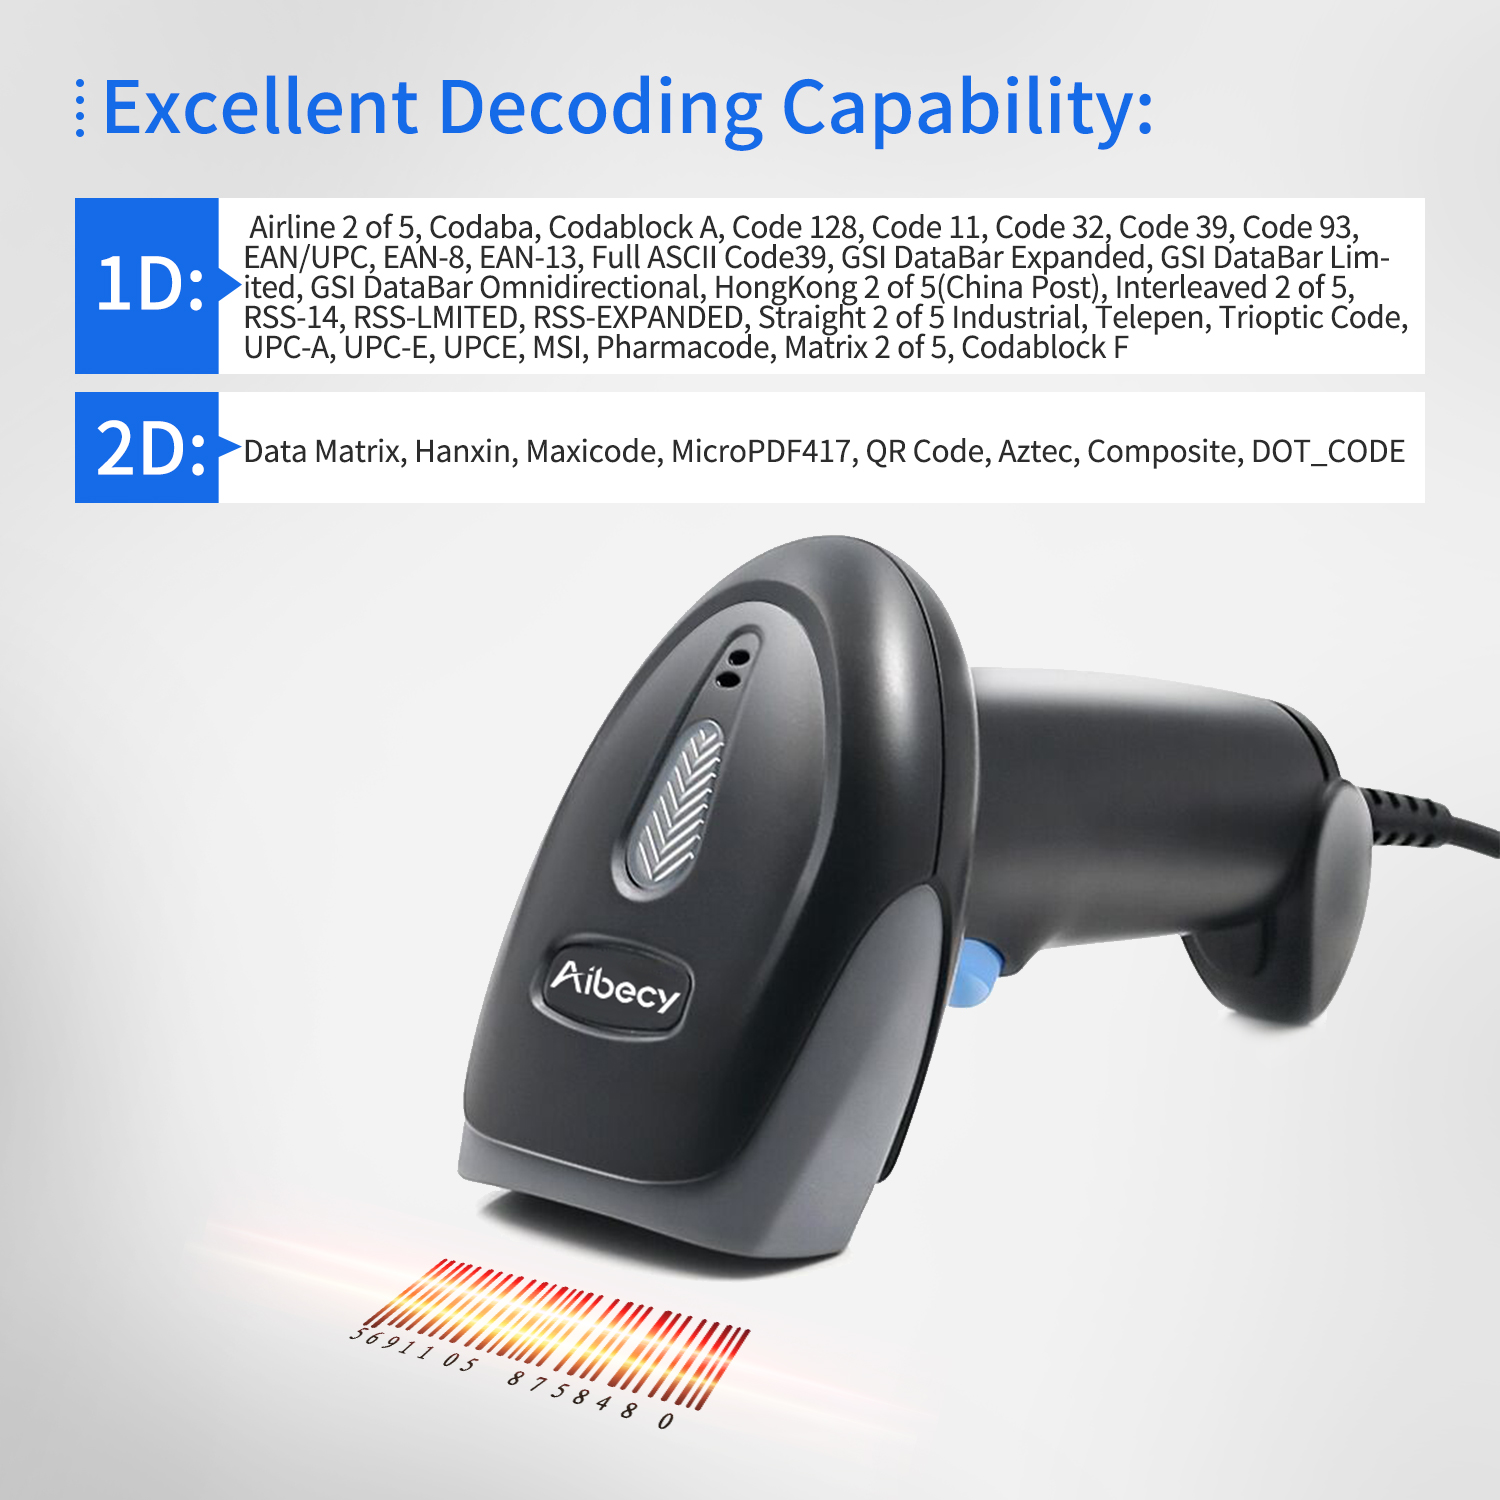 Excellent Decoding Capability:
1D:
Airline 2 of 5, Codaba, Codablock A, Code 128, Code 11, Code 32, Code 39, Code 93,
EAN/UPC, EAN-8, EAN-13, Full ASCII Code39, GSI DataBar Expanded, GSI DataBar Lim-
ited, GSI DataBar Omnidirectional, HongKong 2 of 5(China Post), Interleaved 2 of 5,
RSS-14, RSS-LMITED, RSS-EXPANDED, Straight 2 of 5 Industrial, Telepen, Trioptic Code,
UPC-A, UPC-E, UPCE, MSI, Pharmacode, Matrix 2 of 5, Codablock F
2D:
Data Matrix, Hanxin, Maxicode, MicroPDF417, QR Code, Aztec, Composite, DOT_CODE
Aibecy
5691105 875848 0